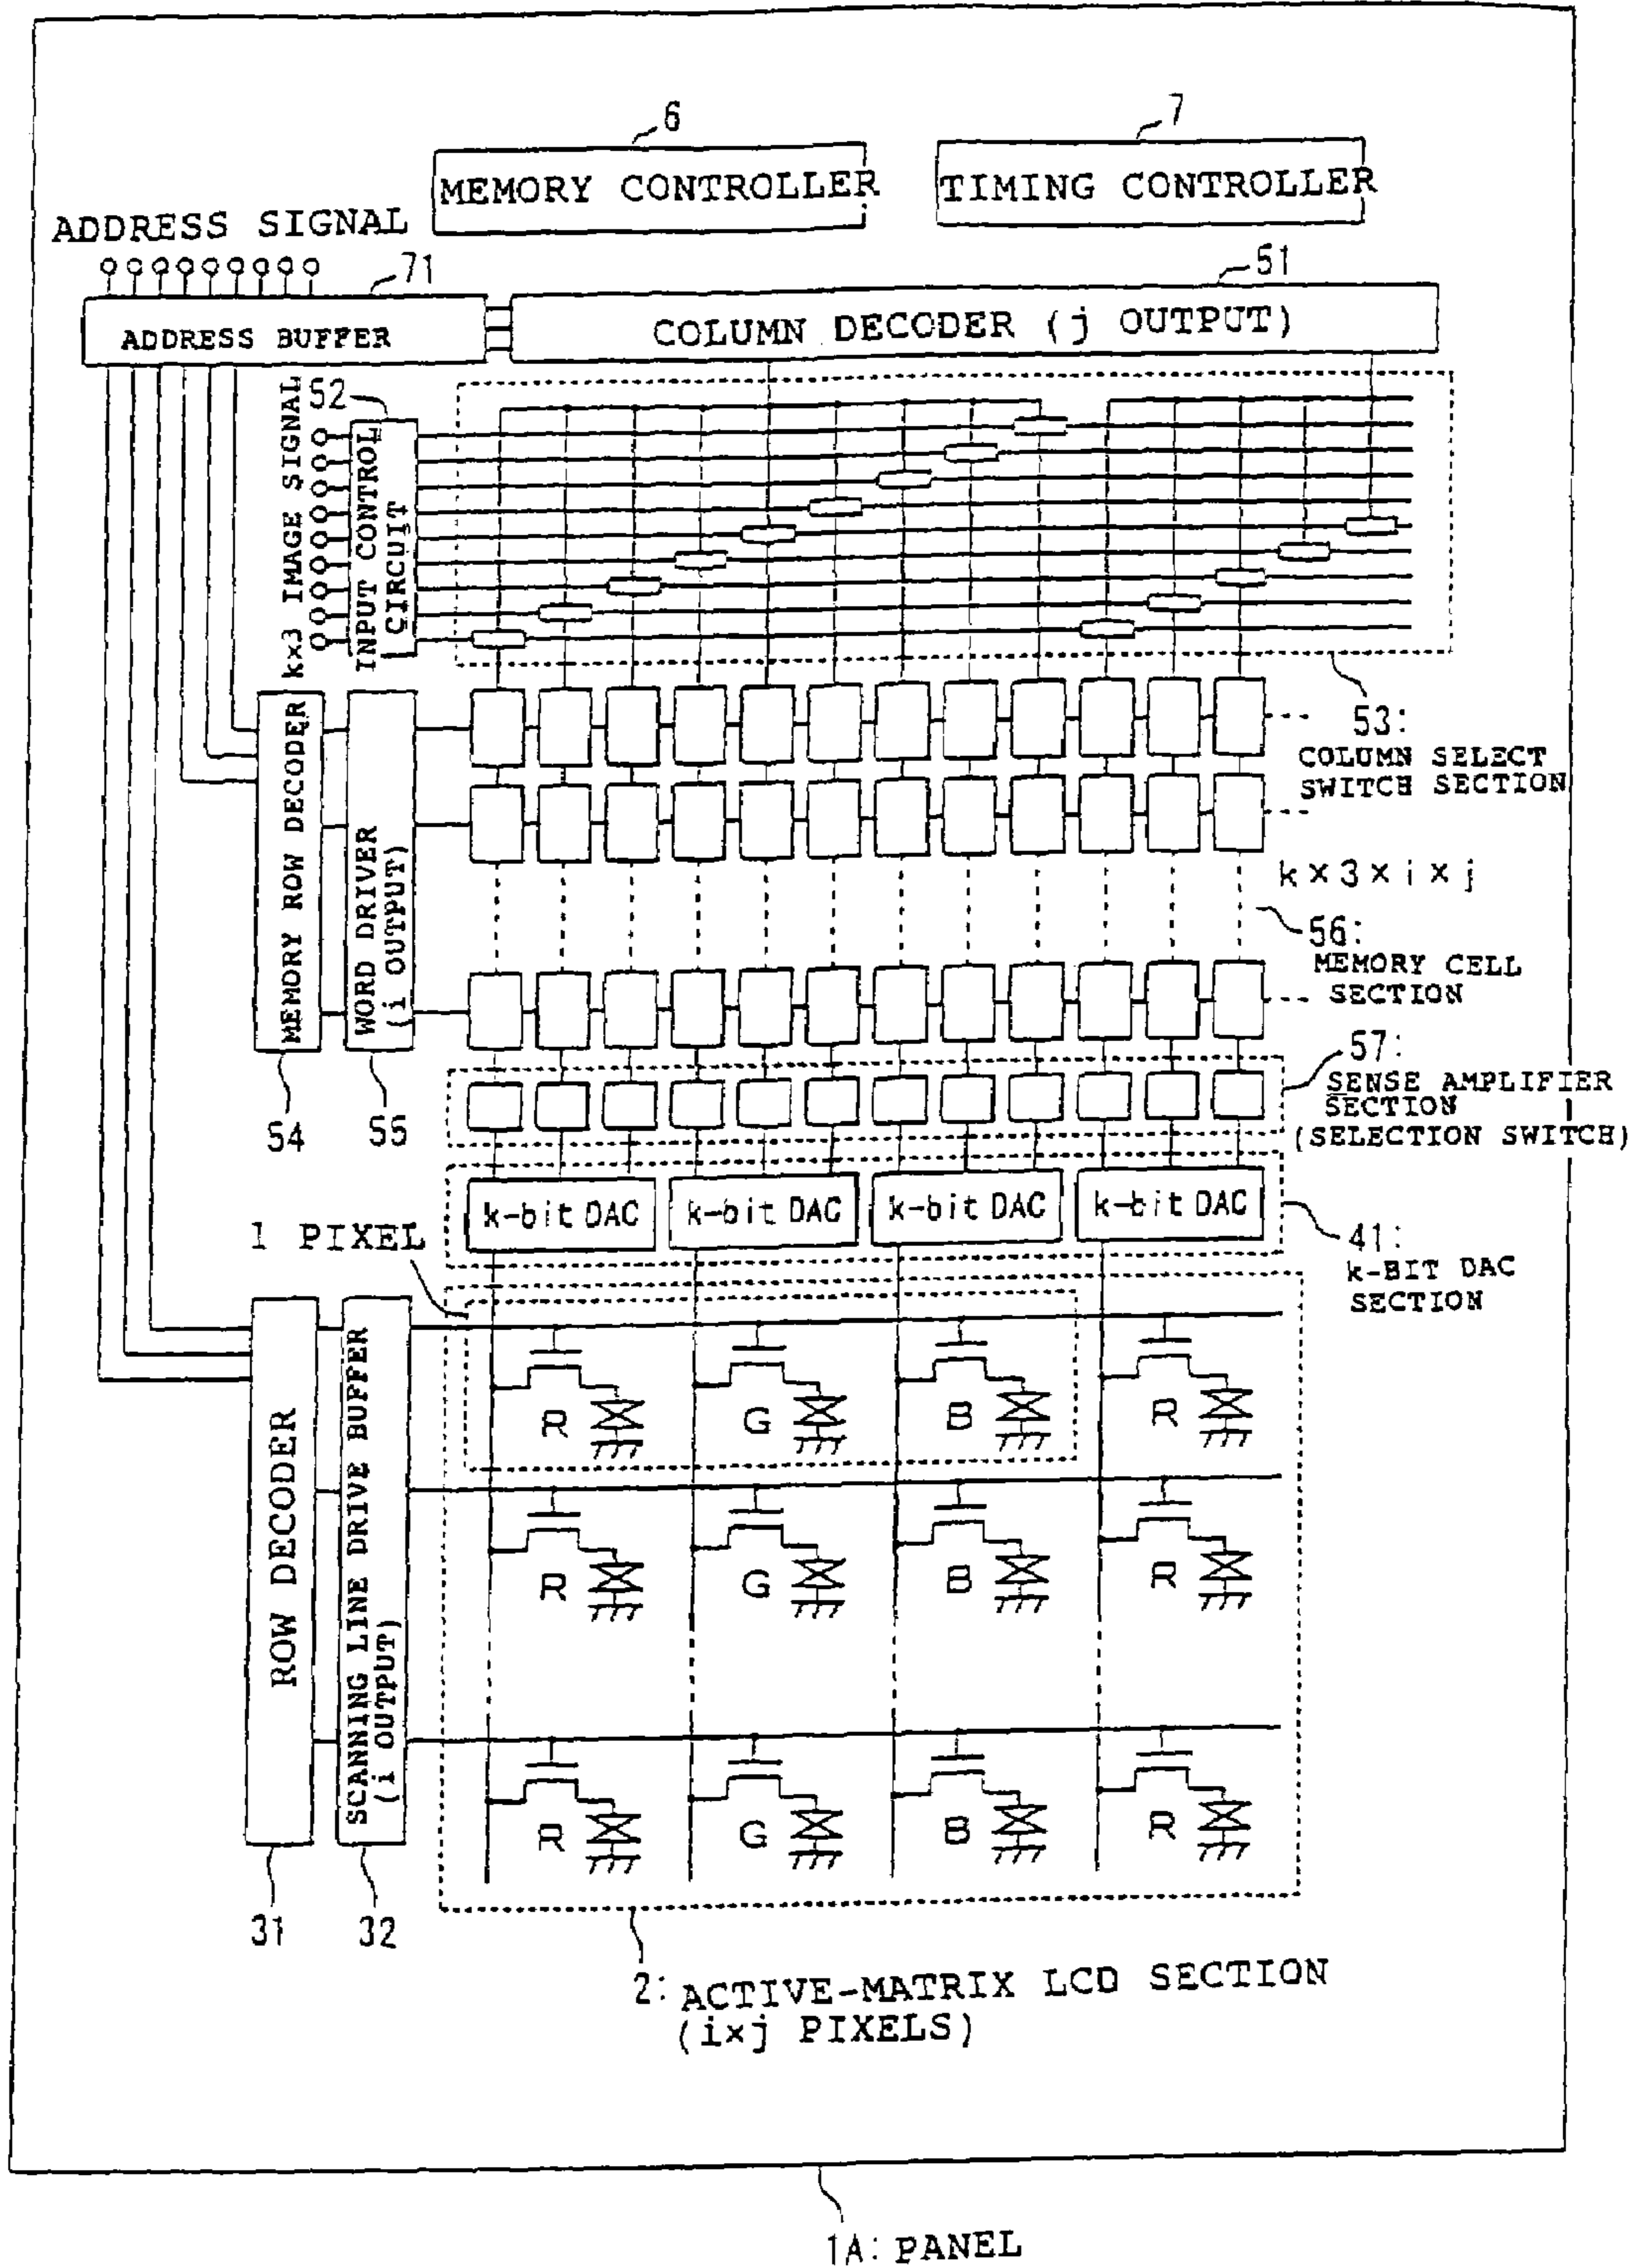 6
7
MEMORY CONTROLLER
TIMING CONTROLLER
ADDRESS SIGNAL
71
51
ADDRESS BUFFER
COLUMN DECODER (j OUTPUT)
k×3 IMAGE SIGNAL
52
INPUT CONTROL
CIRCUIT
53:
COLUMN SELECT
SWITCH SECTION
MEMORY ROW DECODER
WORD DRIVER
(i OUTPUT)
k×3×i×j
56:
MEMORY CELL
SECTION
54
55
57:
SENSE AMPLIFIER
SECTION
(SELECTION SWITCH)
k-bit DAC
k-bit DAC
k-bit DAC
k-bit DAC
41:
k-BIT DAC
SECTION
1 PIXEL
ROW DECODER
SCANNING LINE DRIVE BUFFER
(i OUTPUT)
R G B R
R G B R
R G B R
31
32
2: ACTIVE-MATRIX LCD SECTION
(i×j PIXELS)
1A: PANEL